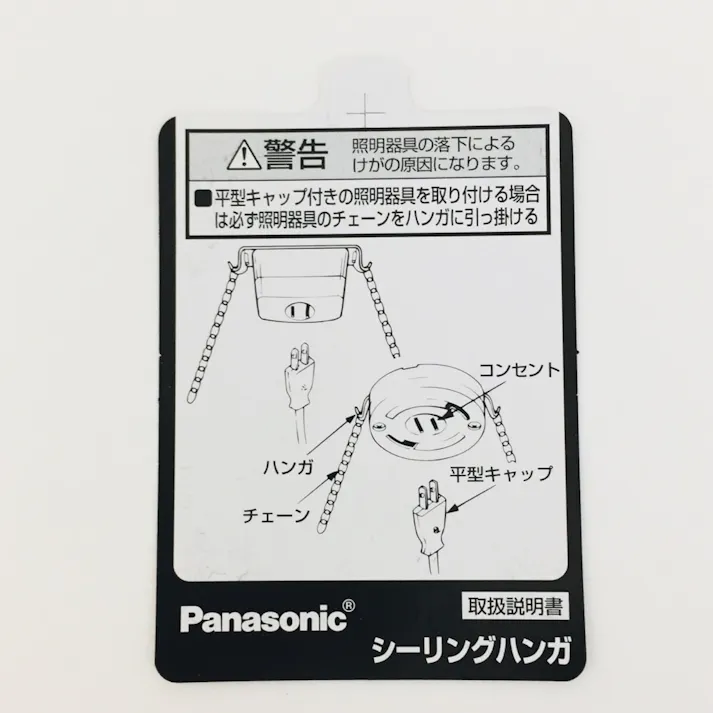 警告
照明器具の落下による
けがの原因になります。
■平型キャップ付きの照明器具を取り付ける場合
は必ず照明器具のチェーンをハンガに引っ掛ける
コンセント
ハンガ
平型キャップ
チェーン
Panasonic®
取扱説明書
シーリングハンガ